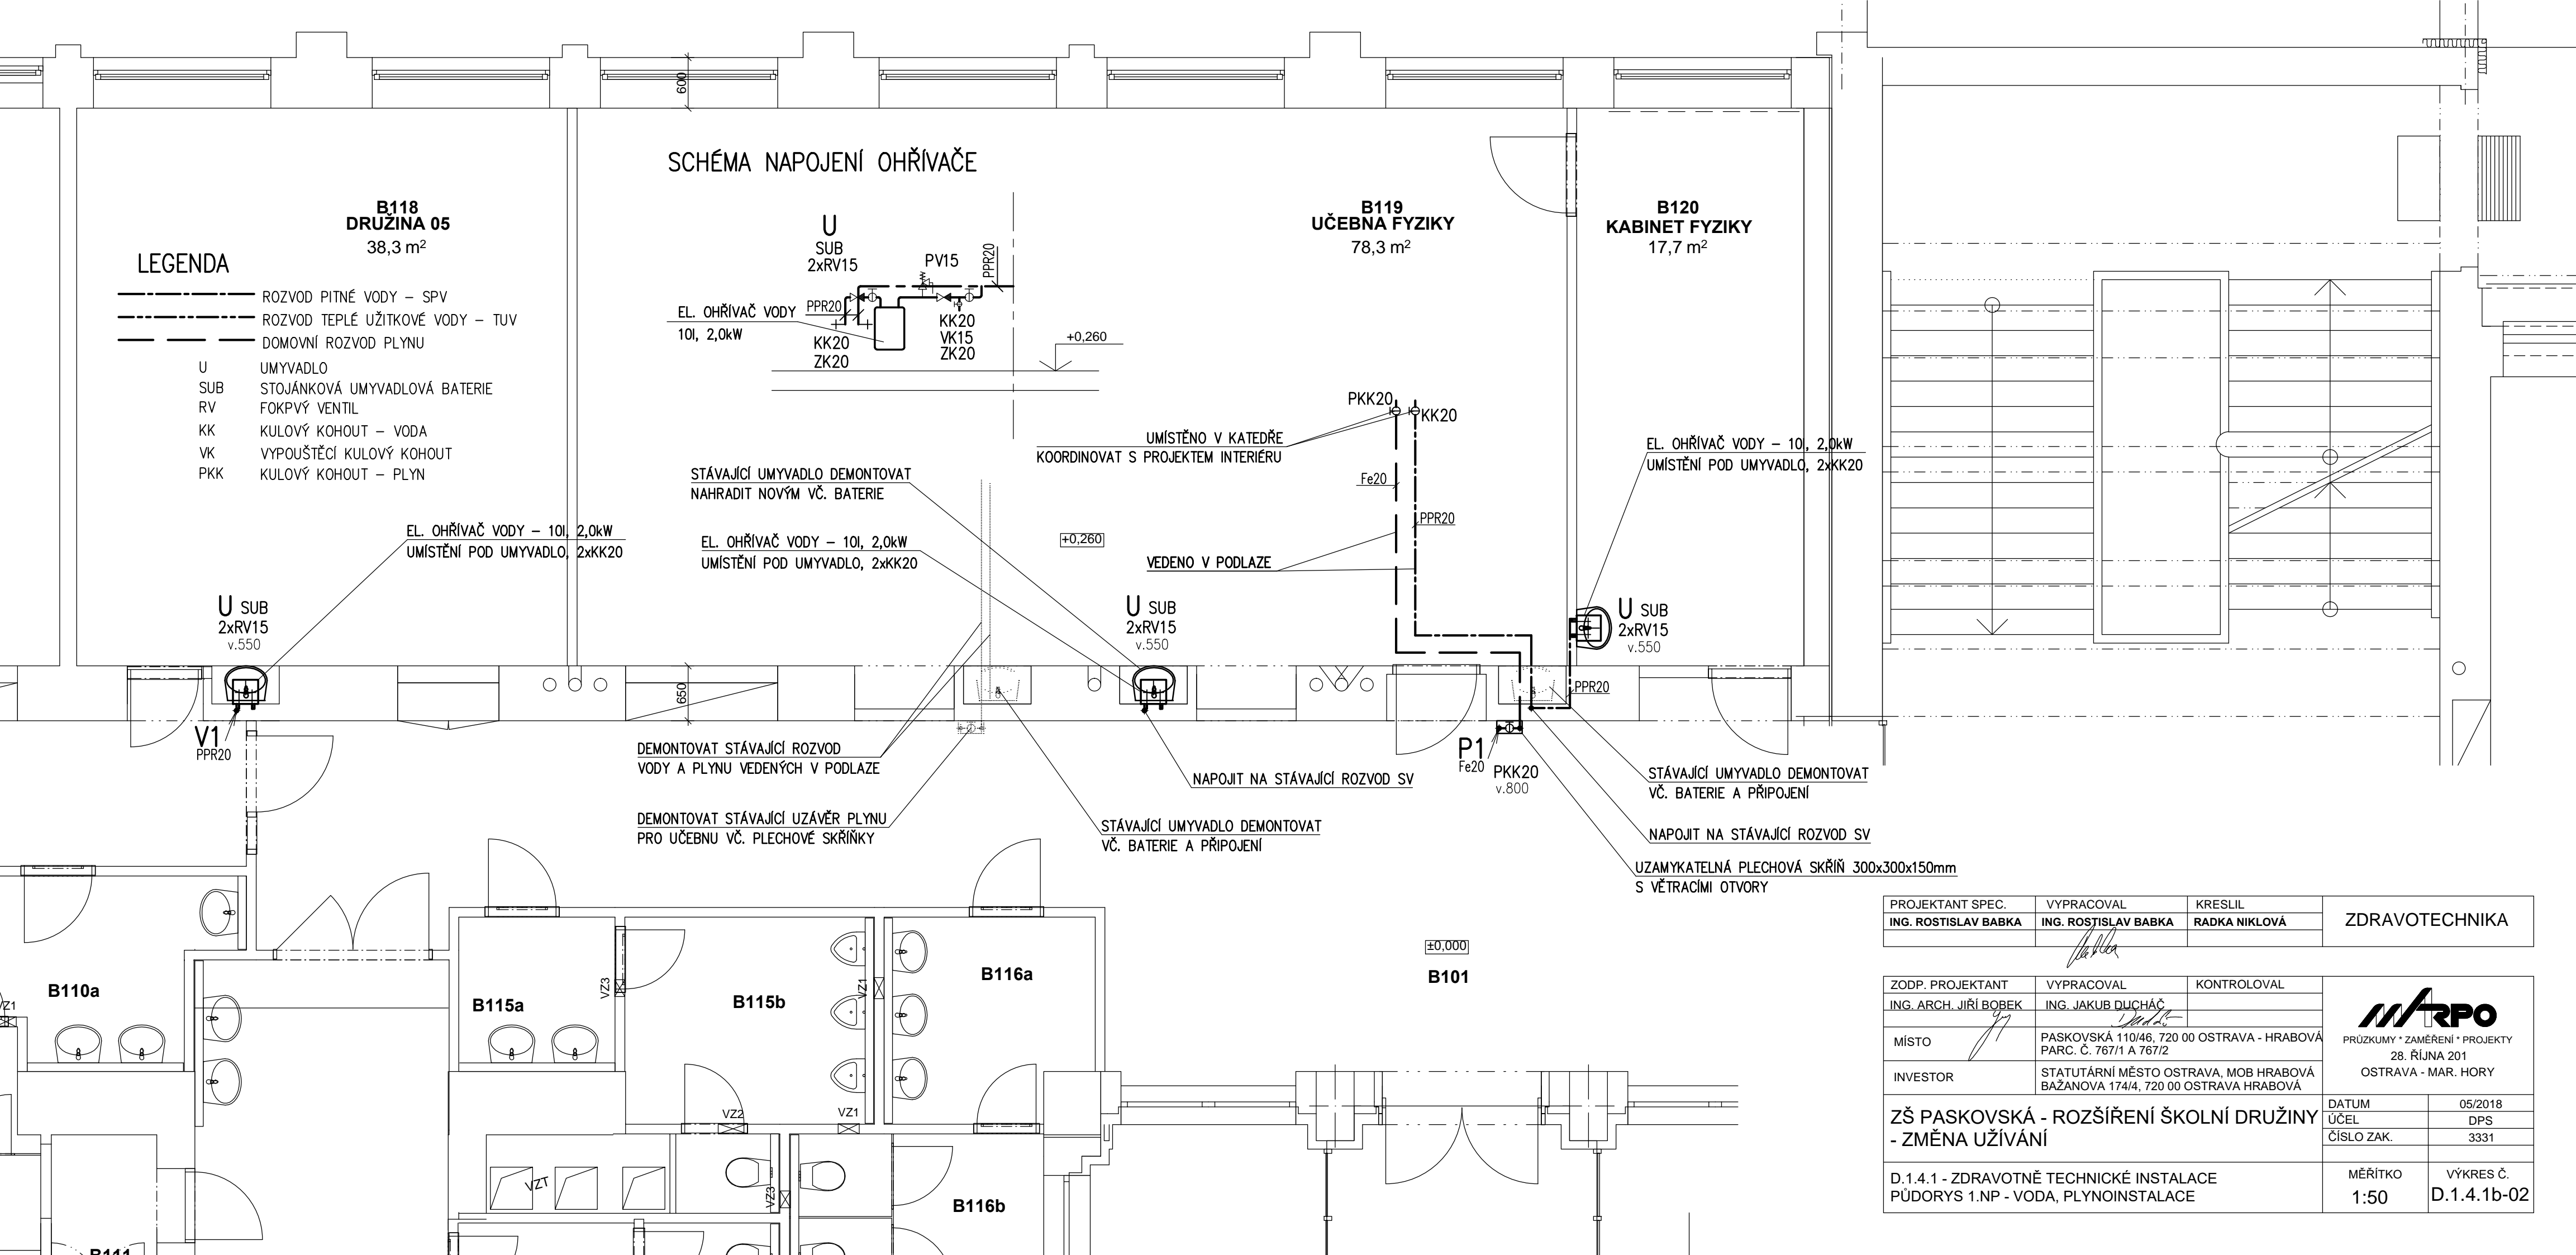 600
SCHÉMA NAPOJENÍ OHŘÍVAČE
B118
DRUŽINA 05
38,3 m²
B119
UČEBNA FYZIKY
78,3 m²
B120
KABINET FYZIKY
17,7 m²
LEGENDA
ROZVOD PITNÉ VODY – SPV
ROZVOD TEPLÉ UŽITKOVÉ VODY – TUV
DOMOVNÍ ROZVOD PLYNU
U UMYVADLO
SUB STOJÁNKOVÁ UMYVADLOVÁ BATERIE
RV FOKPVÝ VENTIL
KK KULOVÝ KOHOUT – VODA
VK VYPOUŠTĚCÍ KULOVÝ KOHOUT
PKK KULOVÝ KOHOUT – PLYN
U
SUB
2xRV15
PV15
PPR20
EL. OHŘÍVAČ VODY
10l, 2,0kW
PPR20
KK20
ZK20
KK20
VK15
ZK20
+0,260
PKK20
KK20
UMÍSTĚNO V KATEDŘE
KOORDINOVAT S PROJEKTEM INTERIÉRU
Fe20
PPR20
VEDENO V PODLAZE
+0,260
EL. OHŘÍVAČ VODY – 10l, 2,0kW
UMÍSTĚNÍ POD UMYVADLO, 2xKK20
STÁVAJÍCÍ UMYVADLO DEMONTOVAT
NAHRADIT NOVÝM VČ. BATERIE
EL. OHŘÍVAČ VODY – 10l, 2,0kW
UMÍSTĚNÍ POD UMYVADLO, 2xKK20
EL. OHŘÍVAČ VODY – 10l, 2,0kW
UMÍSTĚNÍ POD UMYVADLO, 2xKK20
U SUB
2xRV15
v.550
U SUB
2xRV15
v.550
U SUB
2xRV15
v.550
650
PPR20
V1
PPR20
P1
Fe20
PKK20
v.800
DEMONTOVAT STÁVAJÍCÍ ROZVOD
VODY A PLYNU VEDENÝCH V PODLAZE
NAPOJIT NA STÁVAJÍCÍ ROZVOD SV
STÁVAJÍCÍ UMYVADLO DEMONTOVAT
VČ. BATERIE A PŘIPOJENÍ
DEMONTOVAT STÁVAJÍCÍ UZÁVĚR PLYNU
PRO UČEBNU VČ. PLECHOVÉ SKŘÍŇKY
STÁVAJÍCÍ UMYVADLO DEMONTOVAT
VČ. BATERIE A PŘIPOJENÍ
NAPOJIT NA STÁVAJÍCÍ ROZVOD SV
UZAMYKATELNÁ PLECHOVÁ SKŘÍŇ 300x300x150mm
S VĚTRACÍMI OTVORY
±0,000
B101
B110a
VZ1
B115a
VZ3
B115b
VZ1
B116a
VZ2
VZ1
VZT
VZ3
B116b
B111
PROJEKTANT SPEC. VYPRACOVAL KRESLIL
ING. ROSTISLAV BABKA ING. ROSTISLAV BABKA RADKA NIKLOVÁ
ZDRAVOTECHNIKA
ZODP. PROJEKTANT VYPRACOVAL KONTROLOVAL
ING. ARCH. JIŘÍ BOBEK ING. JAKUB DUCHÁČ
MÍSTO
PASKOVSKÁ 110/46, 720 00 OSTRAVA - HRABOVÁ
PARC. Č. 767/1 A 767/2
INVESTOR
STATUTÁRNÍ MĚSTO OSTRAVA, MOB HRABOVÁ
BAŽANOVA 174/4, 720 00 OSTRAVA HRABOVÁ
MARPO
PRŮZKUMY * ZAMĚŘENÍ * PROJEKTY
28. ŘÍJNA 201
OSTRAVA - MAR. HORY
ZŠ PASKOVSKÁ - ROZŠÍŘENÍ ŠKOLNÍ DRUŽINY
- ZMĚNA UŽÍVÁNÍ
DATUM 05/2018
ÚČEL DPS
ČÍSLO ZAK. 3331
D.1.4.1 - ZDRAVOTNĚ TECHNICKÉ INSTALACE
PŮDORYS 1.NP - VODA, PLYNOINSTALACE
MĚŘÍTKO
1:50
VÝKRES Č.
D.1.4.1b-02